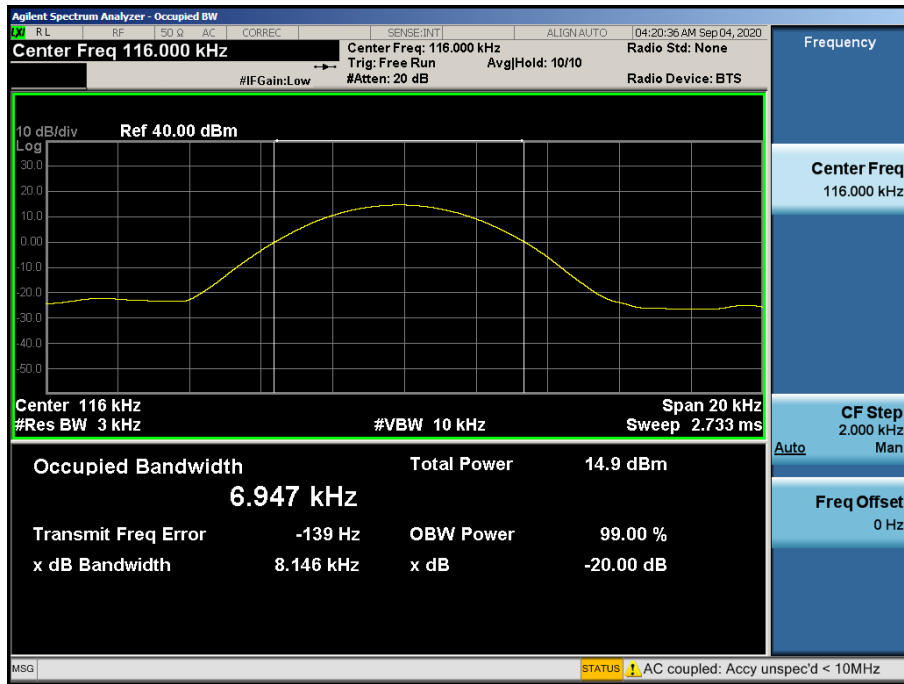 Agilent Spectrum Analyzer - Occupied BW
LXI RL RF 50 Ω AC CORREC SENSE:INT ALIGN AUTO 04:20:36 AM Sep 04, 2020
Center Freq 116.000 kHz
Center Freq: 116.000 kHz
Radio Std: None
Trig: Free Run Avg|Hold: 10/10
#IFGain:Low
#Atten: 20 dB
Radio Device: BTS
Frequency
10 dB/div Ref 40.00 dBm
Log
30.0
20.0
10.0
0.00
-10.0
-20.0
-30.0
-40.0
-50.0
Center 116 kHz
Span 20 kHz
#Res BW 3 kHz
#VBW 10 kHz
Sweep 2.733 ms
Center Freq
116.000 kHz
CF Step
2.000 kHz
Auto Man
Freq Offset
0 Hz
Occupied Bandwidth
Total Power 14.9 dBm
6.947 kHz
Transmit Freq Error -139 Hz
OBW Power 99.00 %
x dB Bandwidth 8.146 kHz
x dB -20.00 dB
MSG
STATUS AC coupled: Accy unspec'd < 10MHz